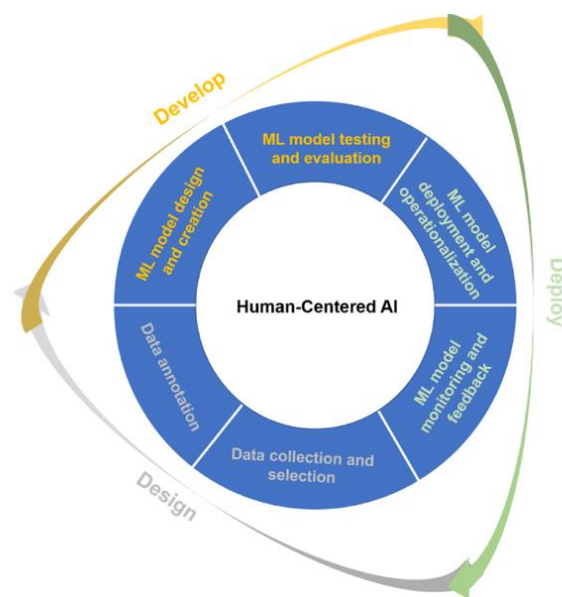 Develop
ML model testing
and evaluation
ML model design
and creation
ML model
deployment and
operationalization
Human-Centered AI
Deploy
Data annotation
ML model
monitoring and
feedback
Data collection and
selection
Design